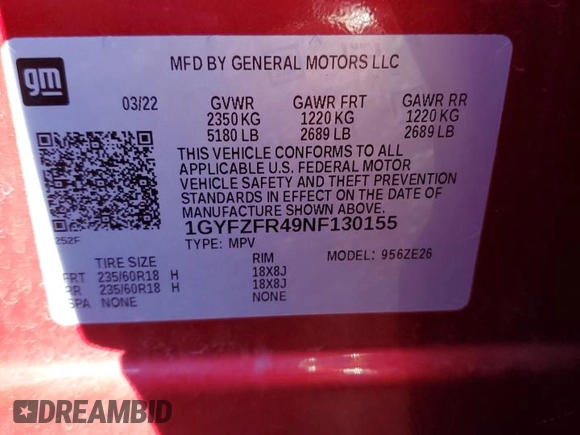 gm
MFD BY GENERAL MOTORS LLC
03/22 GVWR GAWR FRT GAWR RR
2350 KG 1220 KG 1220 KG
5180 LB 2689 LB 2689 LB
THIS VEHICLE CONFORMS TO ALL
APPLICABLE U.S. FEDERAL MOTOR
VEHICLE SAFETY AND THEFT PREVENTION
STANDARDS IN EFFECT ON THE DATE OF
MANUFACTURE SHOWN ABOVE.
252F
1GYFZFR49NF130155
TYPE: MPV MODEL: 956ZE26
TIRE SIZE RIM
FRT 235/60R18 H 18X8J
RR 235/60R18 H 18X8J
SPA NONE NONE
DREAMBID